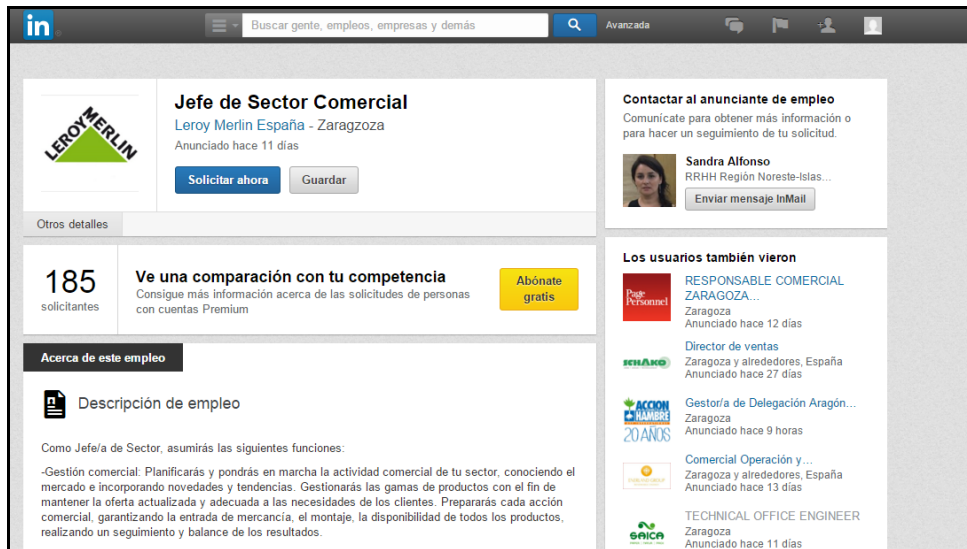 in
Buscar gente, empleos, empresas y demás
Avanzada
LEROY MERLIN
Jefe de Sector Comercial
Leroy Merlin España - Zaragzoza
Anunciado hace 11 días
Solicitar ahora
Guardar
Otros detalles
185
solicitantes
Ve una comparación con tu competencia
Consigue más información acerca de las solicitudes de personas
con cuentas Premium
Abónate
gratis
Acerca de este empleo
Descripción de empleo
Como Jefe/a de Sector, asumirás las siguientes funciones:
-Gestión comercial: Planificarás y pondrás en marcha la actividad comercial de tu sector, conociendo el
mercado e incorporando novedades y tendencias. Gestionarás las gamas de productos con el fin de
mantener la oferta actualizada y adecuada a las necesidades de los clientes. Prepararás cada acción
comercial, garantizando la entrada de mercancía, el montaje, la disponibilidad de todos los productos,
realizando un seguimiento y balance de los resultados.
Contactar al anunciante de empleo
Comunícate para obtener más información o
para hacer un seguimiento de tu solicitud.
Sandra Alfonso
RRHH Región Noreste-Islas...
Enviar mensaje InMail
Los usuarios también vieron
Page
Personnel
RESPONSABLE COMERCIAL
ZARAGOZA...
Zaragoza
Anunciado hace 12 días
SCHAKO
Director de ventas
Zaragoza y alrededores, España
Anunciado hace 27 días
ACCION
HAMBRE
20 AÑOS
Gestor/a de Delegación Aragón...
Zaragoza
Anunciado hace 9 horas
Comercial Operación y...
Zaragoza y alrededores, España
Anunciado hace 13 días
SAICA
TECHNICAL OFFICE ENGINEER
Zaragoza
Anunciado hace 11 días